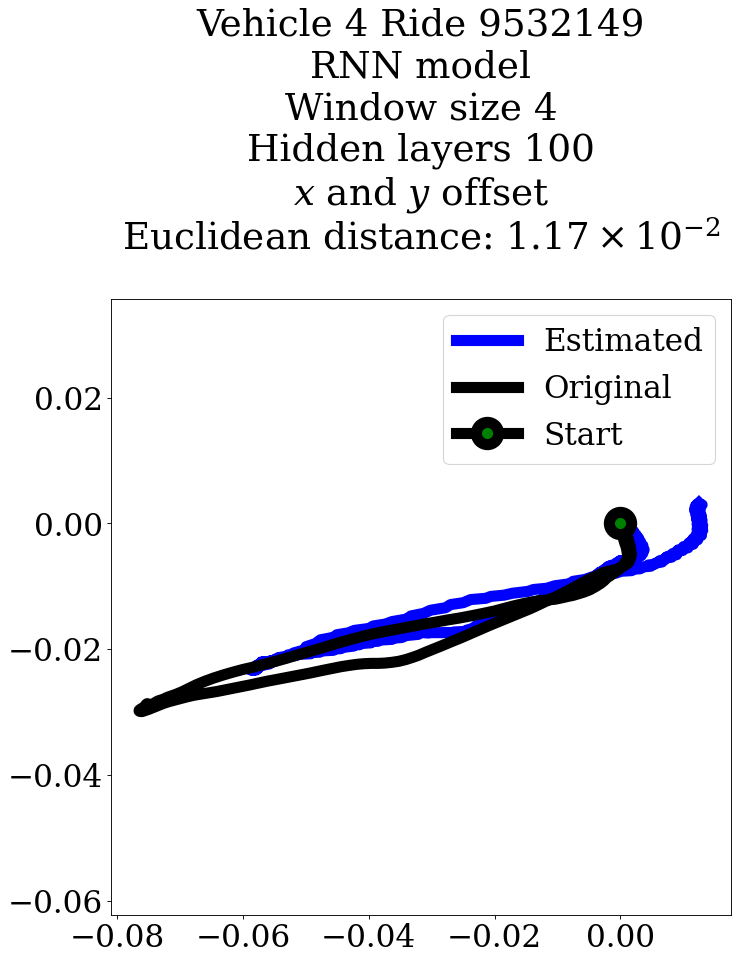 Vehicle 4 Ride 9532149
RNN model
Window size 4
Hidden layers 100
x and y offset
Euclidean distance: 1.17 × 10⁻²
Estimated
Original
Start
0.02
0.00
−0.02
−0.04
−0.06
−0.08 −0.06 −0.04 −0.02 0.00